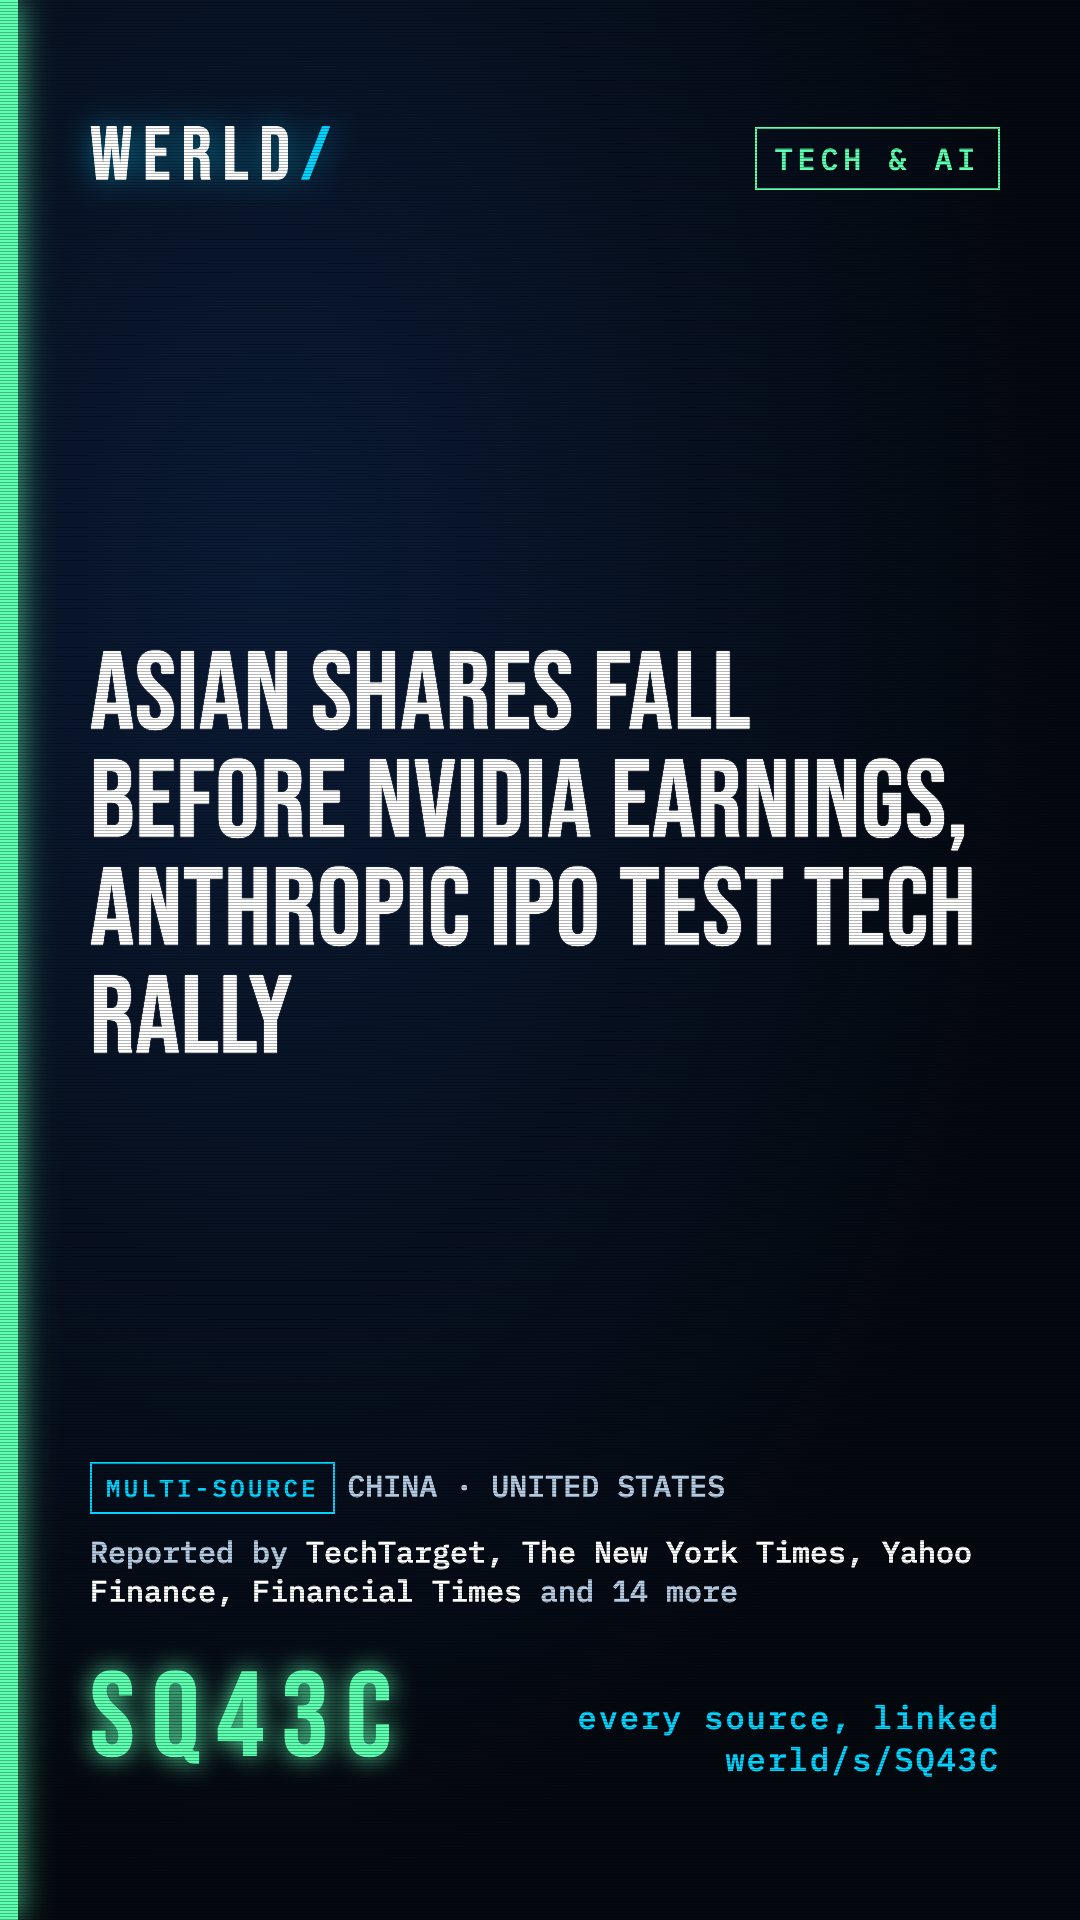 WERLD/
TECH & AI
ASIAN SHARES FALL
BEFORE NVIDIA EARNINGS,
ANTHROPIC IPO TEST TECH
RALLY
MULTI-SOURCE CHINA · UNITED STATES
Reported by TechTarget, The New York Times, Yahoo
Finance, Financial Times and 14 more
SQ43C
every source, linked
werld/s/SQ43C